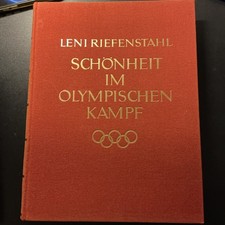 LENI RIEFENSTAHL
SCHÖNHEIT
IM
OLYMPISCHEN
KAMPF